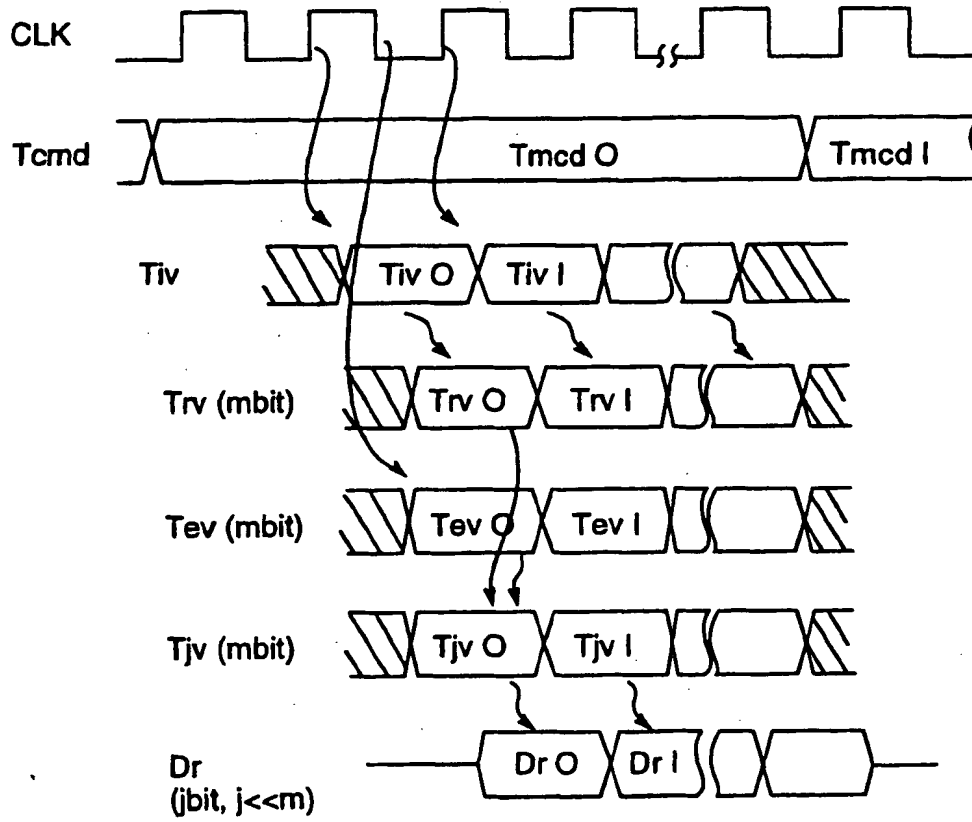 CLK
Tcmd
Tmcd O
Tmcd I
Tiv
Tiv O
Tiv I
Trv (mbit)
Trv O
Trv I
Tev (mbit)
Tev O
Tev I
Tjv (mbit)
Tjv O
Tjv I
Dr
(jbit, j<<m)
Dr O
Dr I